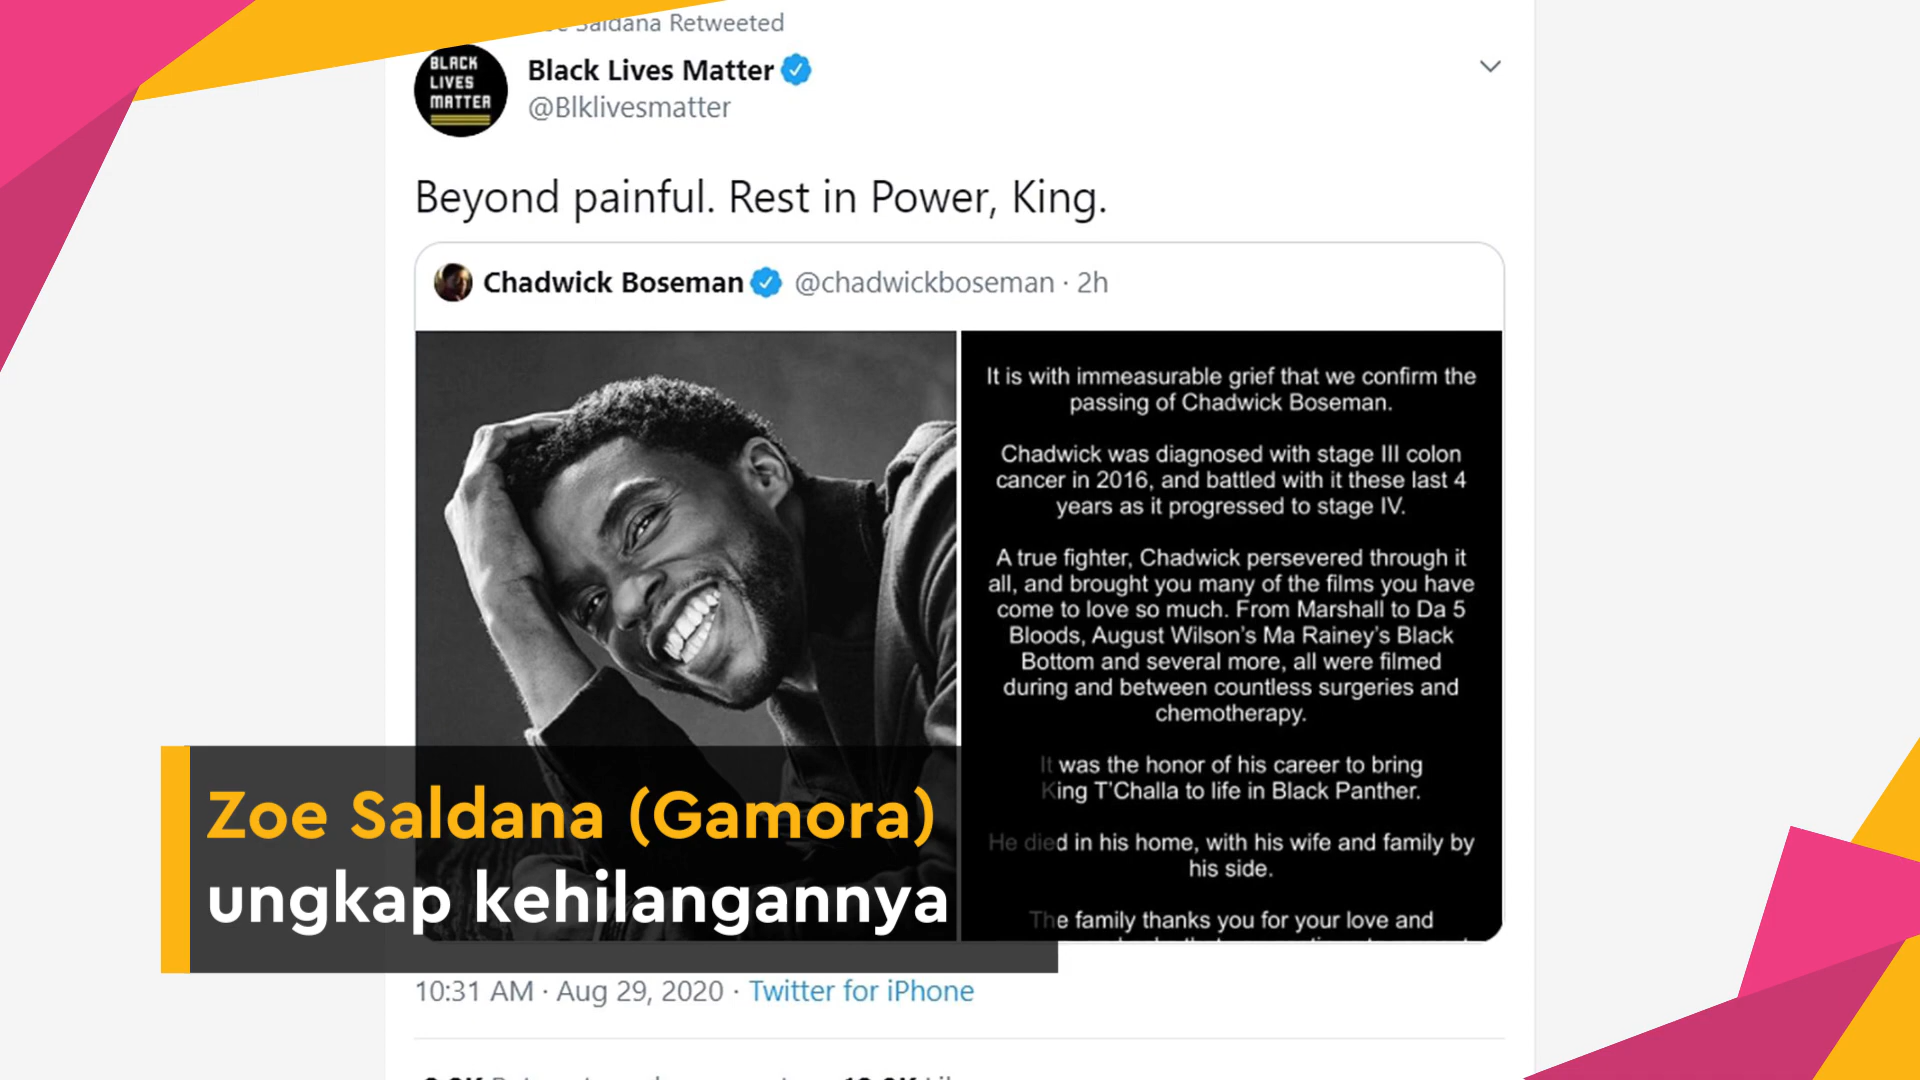 Saldana Retweeted
BLACK
LIVES
MATTER
Black Lives Matter
@Blklivesmatter
Beyond painful. Rest in Power, King.
Chadwick Boseman @chadwickboseman · 2h
It is with immeasurable grief that we confirm the
passing of Chadwick Boseman.
Chadwick was diagnosed with stage III colon
cancer in 2016, and battled with it these last 4
years as it progressed to stage IV.
A true fighter, Chadwick persevered through it
all, and brought you many of the films you have
come to love so much. From Marshall to Da 5
Bloods, August Wilson's Ma Rainey's Black
Bottom and several more, all were filmed
during and between countless surgeries and
chemotherapy.
It was the honor of his career to bring
King T'Challa to life in Black Panther.
He died in his home, with his wife and family by
his side.
The family thanks you for your love and
Zoe Saldana (Gamora)
ungkap kehilangannya
10:31 AM · Aug 29, 2020 · Twitter for iPhone